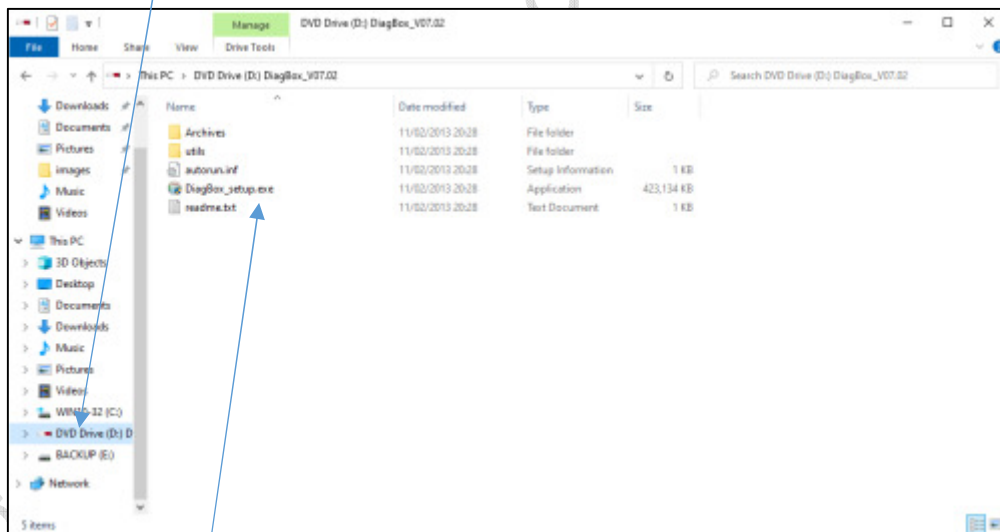 Manage DVD Drive (D:) DiagBox_V07.02
File Home Share View Drive Tools
This PC > DVD Drive (D:) DiagBox_V07.02 Search DVD Drive (D:) DiagBox_V07.02
Name Date modified Type Size
Downloads
Documents
Pictures
images
Music
Videos
This PC
3D Objects
Desktop
Documents
Downloads
Music
Pictures
Videos
WIN10-32 (C:)
DVD Drive (D:) D
BACKUP (E:)
Network
Archives 11/02/2013 20:28 File folder
utils 11/02/2013 20:28 File folder
autorun.inf 11/02/2013 20:28 Setup Information 1 KB
DiagBox_setup.exe 11/02/2013 20:28 Application 423,134 KB
readme.txt 11/02/2013 20:28 Text Document 1 KB
5 items